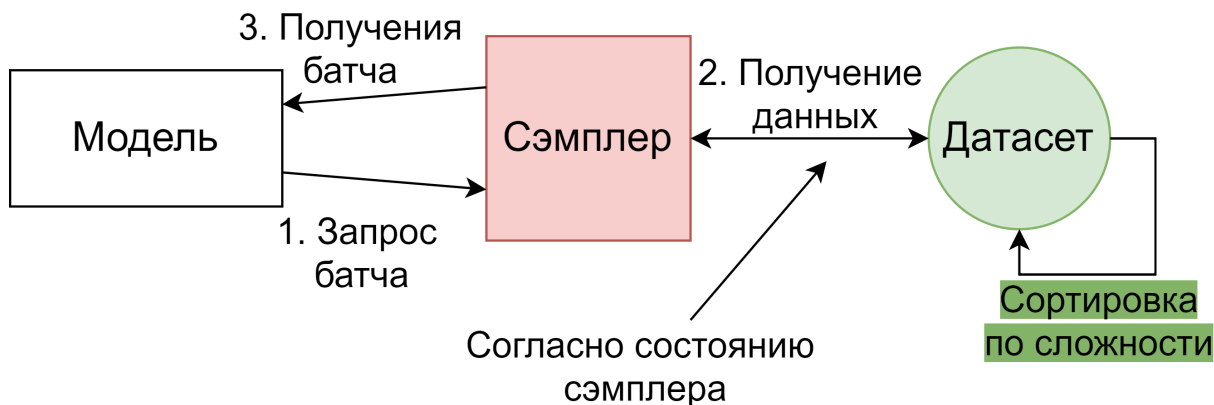 3. Получения
батча
Модель
1. Запрос
батча
Сэмплер
2. Получение
данных
Датасет
Согласно состоянию
сэмплера
Сортировка
по сложности